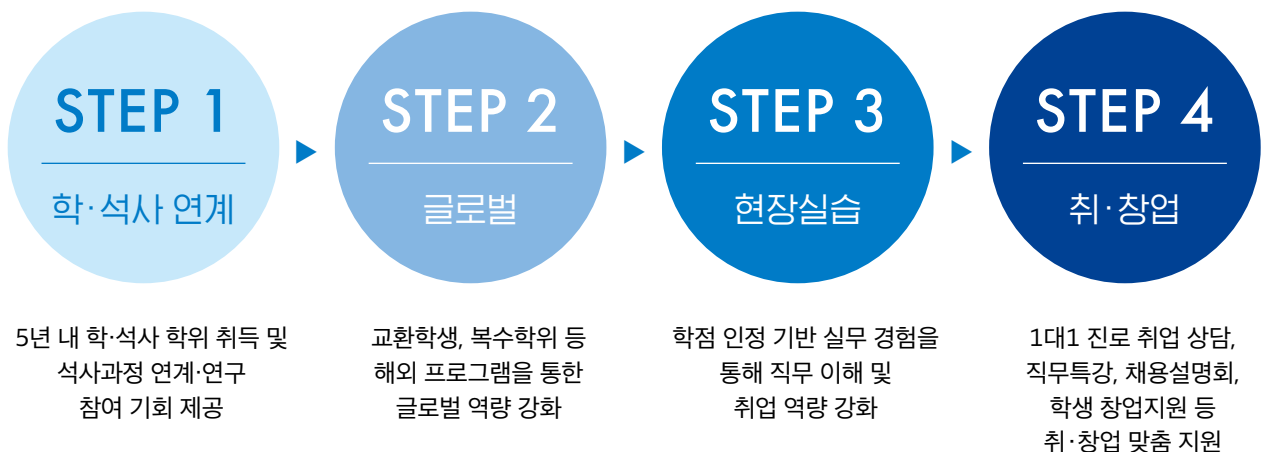 STEP 1
학·석사 연계
5년 내 학·석사 학위 취득 및
석사과정 연계·연구
참여 기회 제공
STEP 2
글로벌
교환학생, 복수학위 등
해외 프로그램을 통한
글로벌 역량 강화
STEP 3
현장실습
학점 인정 기반 실무 경험을
통해 직무 이해 및
취업 역량 강화
STEP 4
취·창업
1대1 진로 취업 상담,
직무특강, 채용설명회,
학생 창업지원 등
취·창업 맞춤 지원